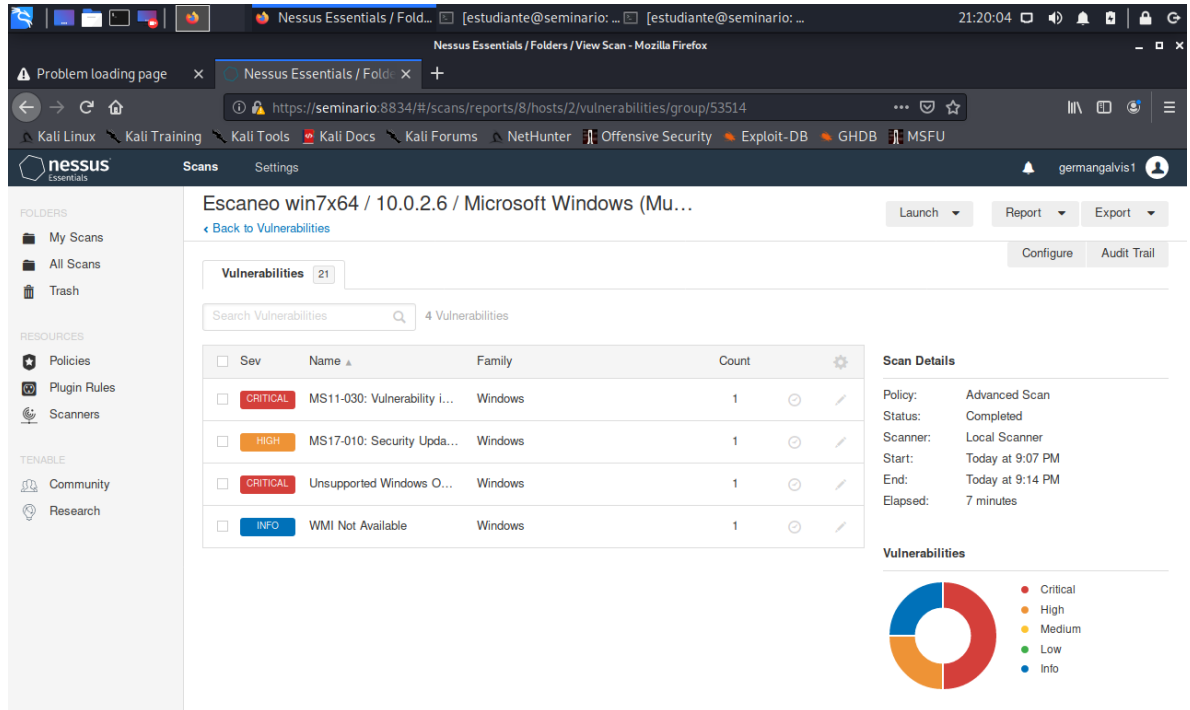 Nessus Essentials / Fold...
[estudiante@seminario: ...
[estudiante@seminario: ...
21:20:04
Nessus Essentials / Folders / View Scan - Mozilla Firefox
Problem loading page
Nessus Essentials / Folde
https://seminario:8834/#/scans/reports/8/hosts/2/vulnerabilities/group/53514
Kali Linux
Kali Training
Kali Tools
Kali Docs
Kali Forums
NetHunter
Offensive Security
Exploit-DB
GHDB
MSFU
nessus
Essentials
Scans
Settings
germangalvis1
FOLDERS
My Scans
All Scans
Trash
RESOURCES
Policies
Plugin Rules
Scanners
TENABLE
Community
Research
Escaneo win7x64 / 10.0.2.6 / Microsoft Windows (Mu...
Back to Vulnerabilities
Launch
Report
Export
Configure
Audit Trail
Vulnerabilities 21
Search Vulnerabilities
4 Vulnerabilities
Sev Name Family Count
CRITICAL MS11-030: Vulnerability i... Windows 1
HIGH MS17-010: Security Upda... Windows 1
CRITICAL Unsupported Windows O... Windows 1
INFO WMI Not Available Windows 1
Scan Details
Policy: Advanced Scan
Status: Completed
Scanner: Local Scanner
Start: Today at 9:07 PM
End: Today at 9:14 PM
Elapsed: 7 minutes
Vulnerabilities
Critical
High
Medium
Low
Info